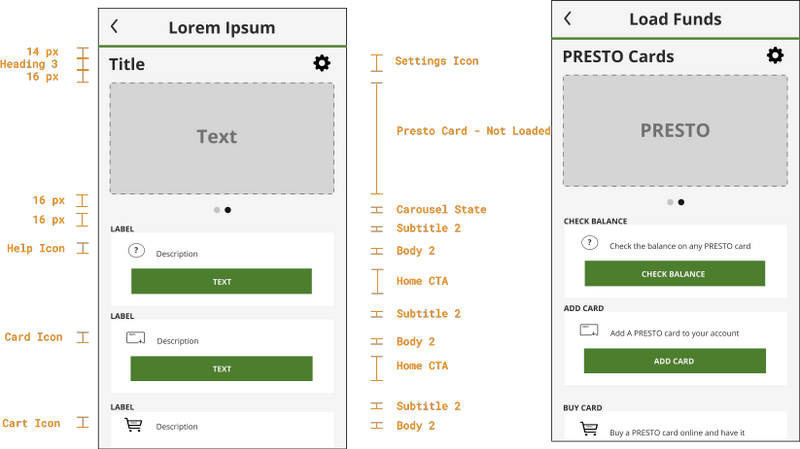 14 px
Heading 3
16 px
16 px
16 px
Help Icon
Card Icon
Cart Icon
Lorem Ipsum
Title
Text
LABEL
?
Description
TEXT
LABEL
Description
TEXT
LABEL
Description
Settings Icon
Presto Card - Not Loaded
Carousel State
Subtitle 2
Body 2
Home CTA
Subtitle 2
Body 2
Home CTA
Subtitle 2
Body 2
Load Funds
PRESTO Cards
PRESTO
CHECK BALANCE
?
Check the balance on any PRESTO card
CHECK BALANCE
ADD CARD
Add A PRESTO card to your account
ADD CARD
BUY CARD
Buy a PRESTO card online and have it